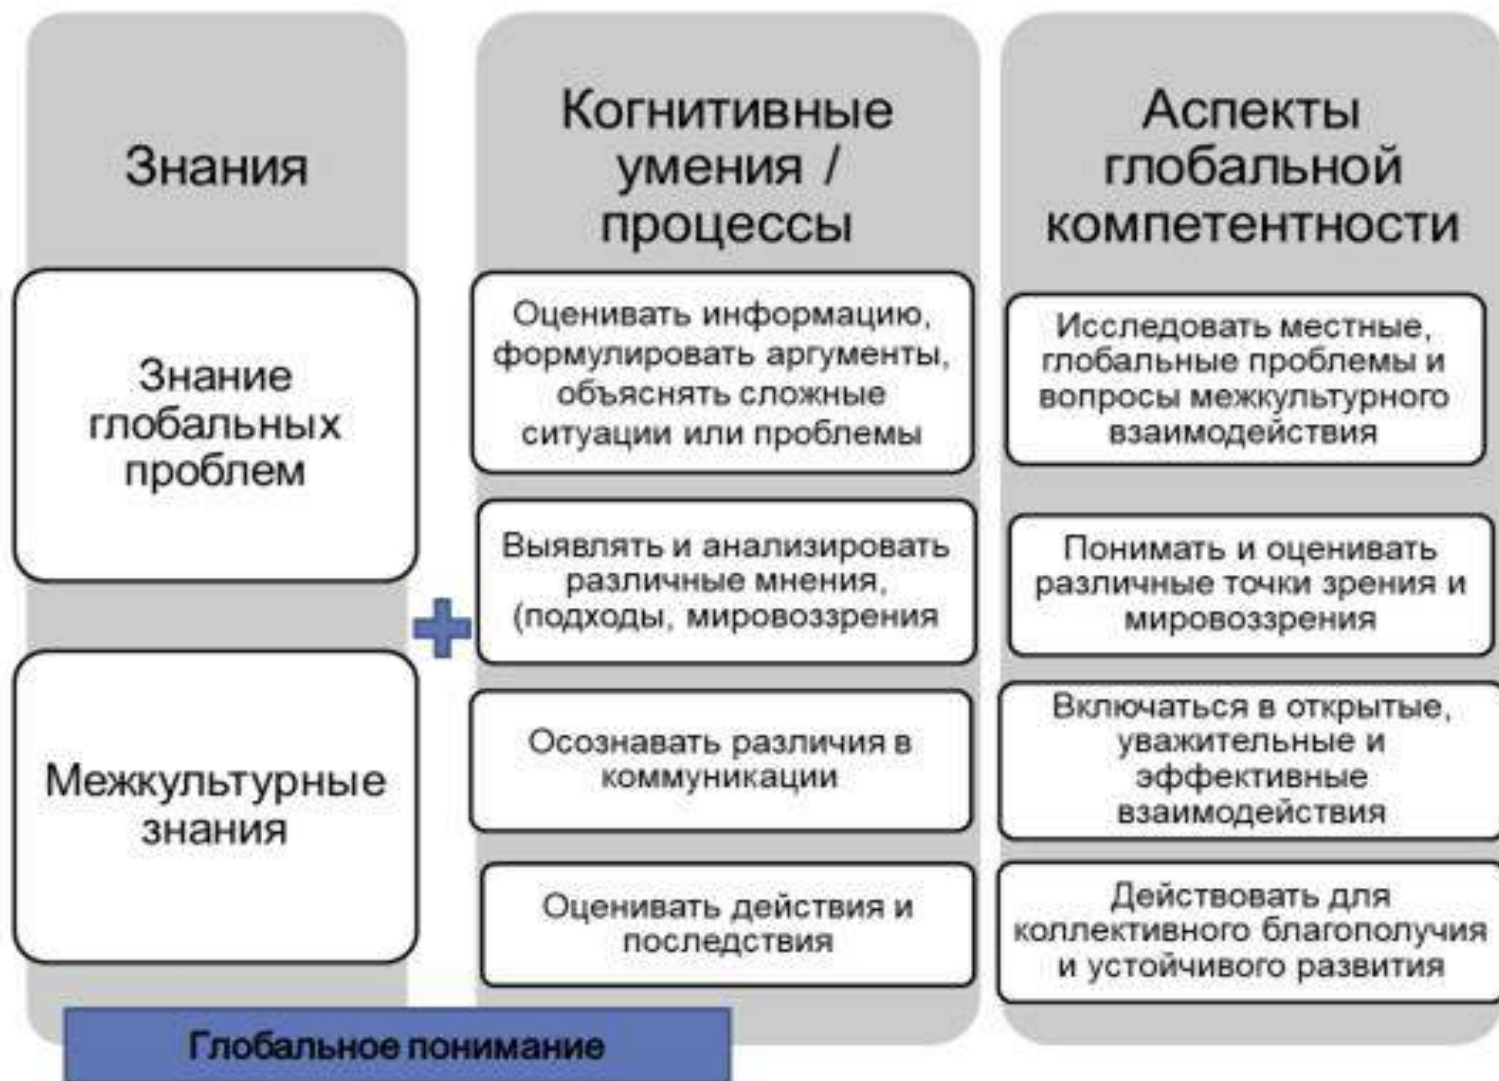 Знания
Знание
глобальных
проблем
Межкультурные
знания
Когнитивные
умения /
процессы
Оценивать информацию,
формулировать аргументы,
объяснять сложные
ситуации или проблемы
Выявлять и анализировать
различные мнения,
(подходы, мировоззрения
Осознавать различия в
коммуникации
Оценивать действия и
последствия
Аспекты
глобальной
компетентности
Исследовать местные,
глобальные проблемы и
вопросы межкультурного
взаимодействия
Понимать и оценивать
различные точки зрения и
мировоззрения
Включаться в открытые,
уважительные и
эффективные
взаимодействия
Действовать для
коллективного благополучия
и устойчивого развития
Глобальное понимание